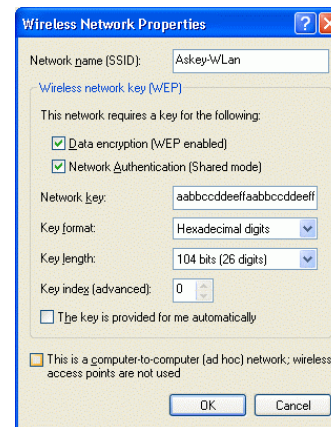 Wireless Network Properties
Network name (SSID): Askey-WLan
Wireless network key (WEP)
This network requires a key for the following:
Data encryption (WEP enabled)
Network Authentication (Shared mode)
Network key: aabbccddeeffaabbccddeeff
Key format: Hexadecimal digits
Key length: 104 bits (26 digits)
Key index (advanced): 0
The key is provided for me automatically
This is a computer-to-computer (ad hoc) network; wireless
access points are not used
OK Cancel